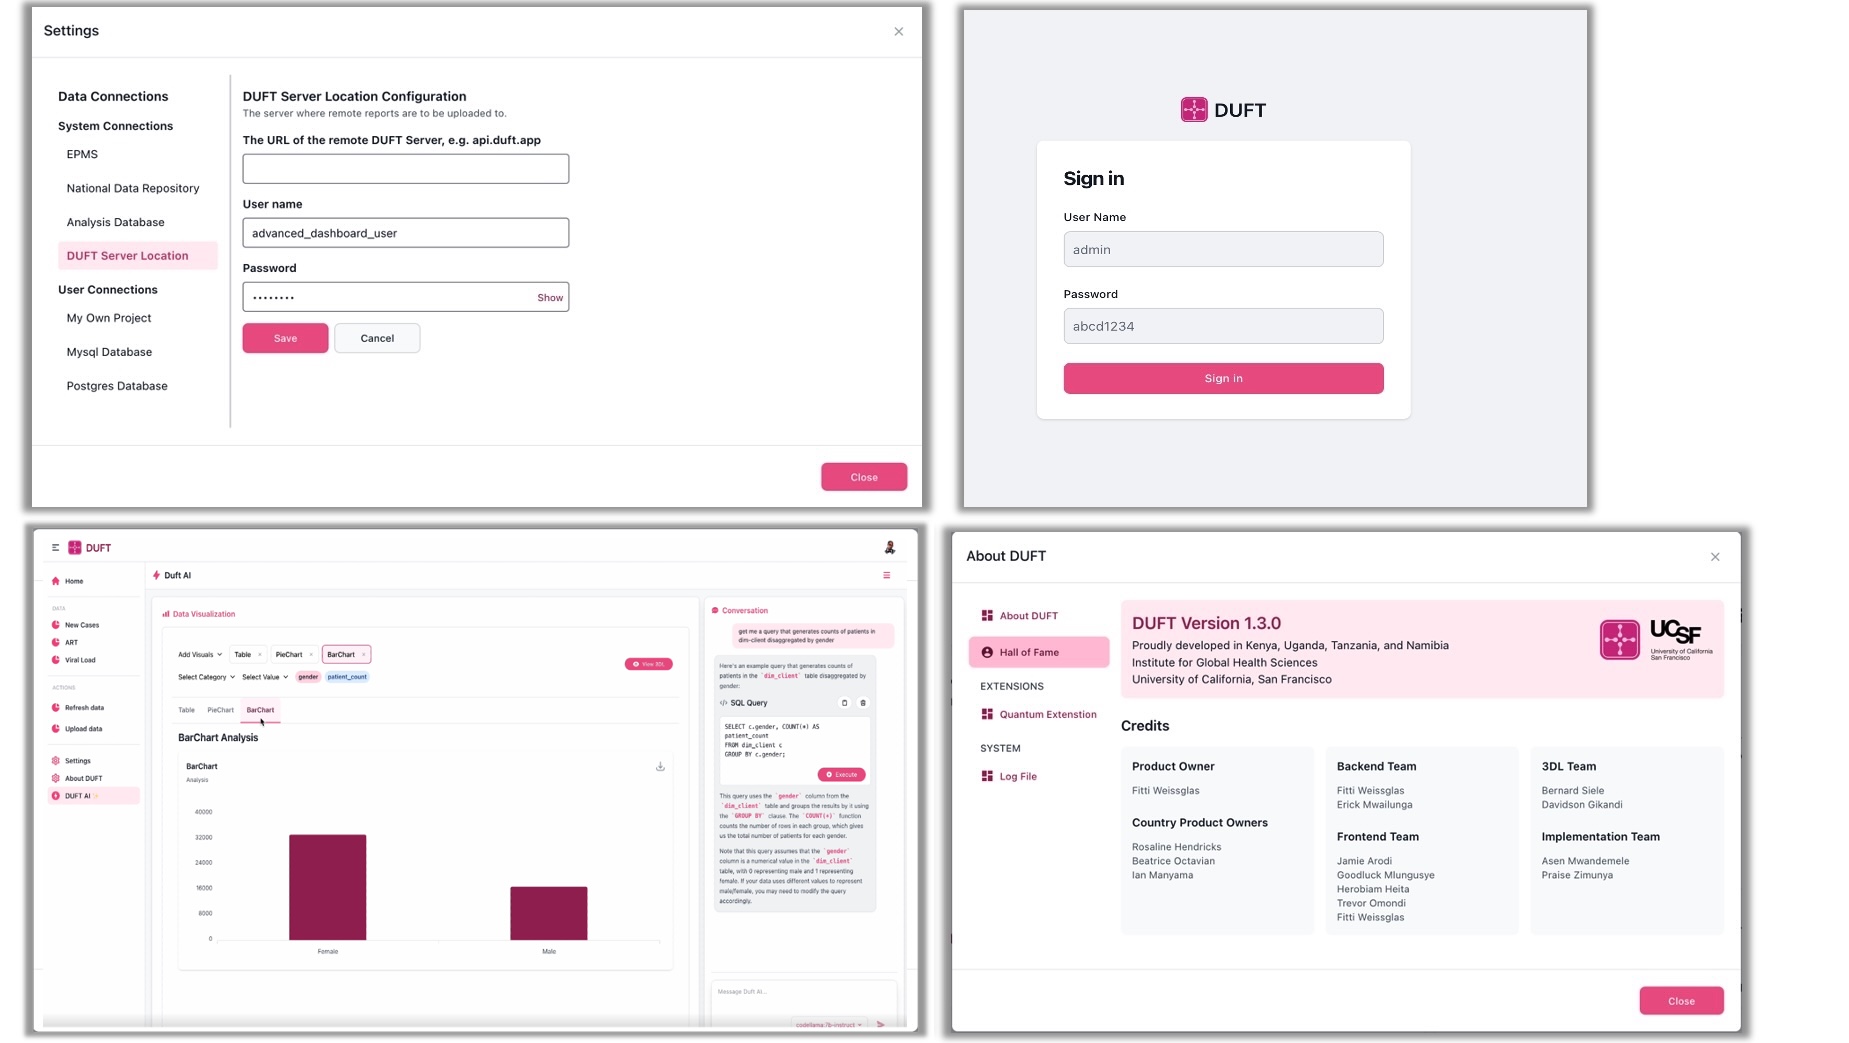 Settings
Data Connections
System Connections
EPMS
National Data Repository
Analysis Database
DUFT Server Location
User Connections
My Own Project
Mysql Database
Postgres Database
DUFT Server Location Configuration
The server where remote reports are to be uploaded to.
The URL of the remote DUFT Server, e.g. api.duft.app
User name
advanced_dashboard_user
Password
••••••••
Show
Save
Cancel
Close
DUFT
Sign in
User Name
admin
Password
abcd1234
Sign in
DUFT
Home
DATA
New Cases
ART
Viral Load
ACTIONS
Refresh data
Upload data
Settings
About DUFT
DUFT AI
Duft AI
Data Visualization
Add Visuals
Table
PieChart
BarChart
View 3DL
Select Category
Select Value
gender
patient_count
Table
PieChart
BarChart
BarChart Analysis
BarChart
Analysis
40000
32000
24000
16000
8000
0
Female
Male
Conversation
get me a query that generates counts of patients in
dim-client disaggregated by gender
Here's an example query that generates counts of
patients in the `dim_client` table disaggregated by
gender:
</> SQL Query
SELECT c.gender, COUNT(*) AS
patient_count
FROM dim_client c
GROUP BY c.gender;
Execute
This query uses the `gender` column from the
`dim_client` table and groups the results by it using
the `GROUP BY` clause. The `COUNT(*)` function
counts the number of rows in each group, which gives
us the total number of patients for each gender.
Note that this query assumes that the `gender`
column is a numerical value in the `dim_client`
table, with 0 representing male and 1 representing
female. If your data uses different values to represent
male/female, you may need to modify the query
accordingly.
Message Duft AI...
codellama:7b-instruct
About DUFT
About DUFT
Hall of Fame
EXTENSIONS
Quantum Extenstion
SYSTEM
Log File
DUFT Version 1.3.0
Proudly developed in Kenya, Uganda, Tanzania, and Namibia
Institute for Global Health Sciences
University of California, San Francisco
UCSF
University of California
San Francisco
Credits
Product Owner
Fitti Weissglas
Country Product Owners
Rosaline Hendricks
Beatrice Octavian
Ian Manyama
Backend Team
Fitti Weissglas
Erick Mwailunga
Frontend Team
Jamie Arodi
Goodluck Mlungusye
Herobiam Heita
Trevor Omondi
Fitti Weissglas
3DL Team
Bernard Siele
Davidson Gikandi
Implementation Team
Asen Mwandemele
Praise Zimunya
Close